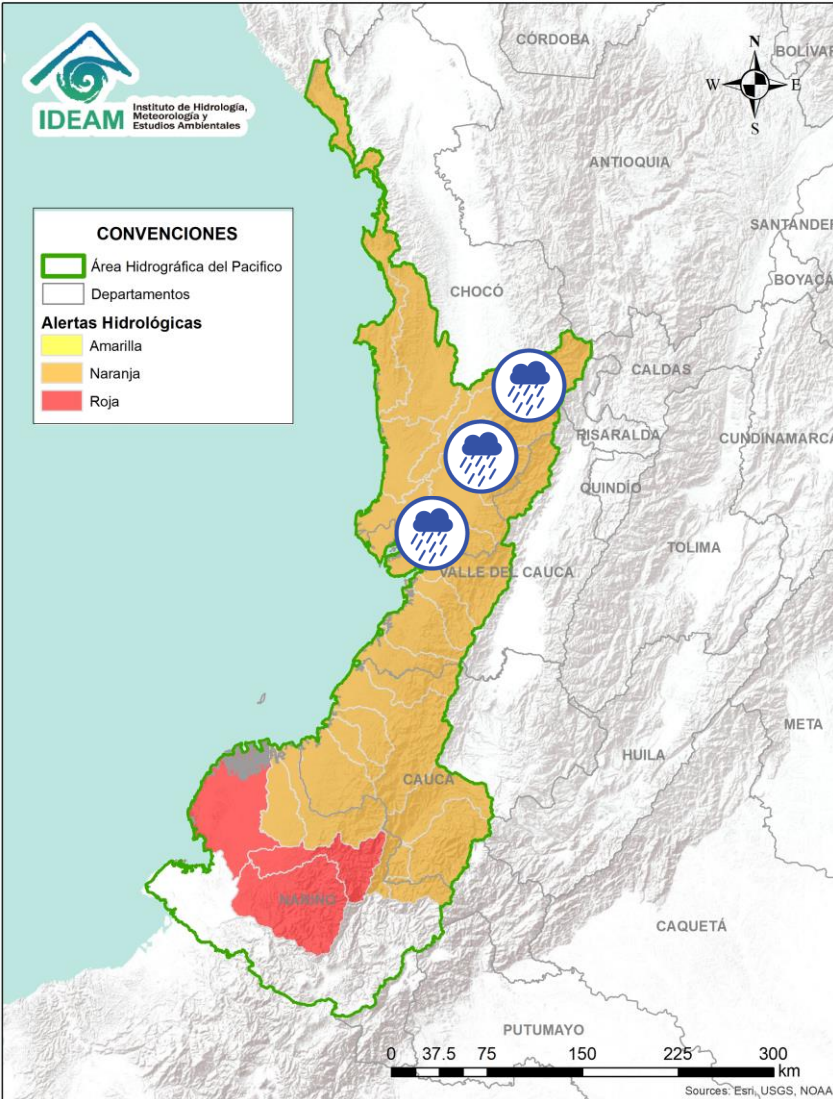 IDEAM
Instituto de Hidrología,
Meteorología y
Estudios Ambientales
N
W
E
S
CÓRDOBA
BOLÍVAR
ANTIOQUIA
SANTANDER
BOYACÁ
CONVENCIONES
Área Hidrográfica del Pacifico
Departamentos
Alertas Hidrológicas
Amarilla
Naranja
Roja
CHOCÓ
CALDAS
RISARALDA
CUNDINAMARCA
QUINDÍO
TOLIMA
VALLE DEL CAUCA
META
HUILA
CAUCA
NARIÑO
CAQUETÁ
PUTUMAYO
0 37.5 75 150 225 300
km
Sources: Esri, USGS, NOAA